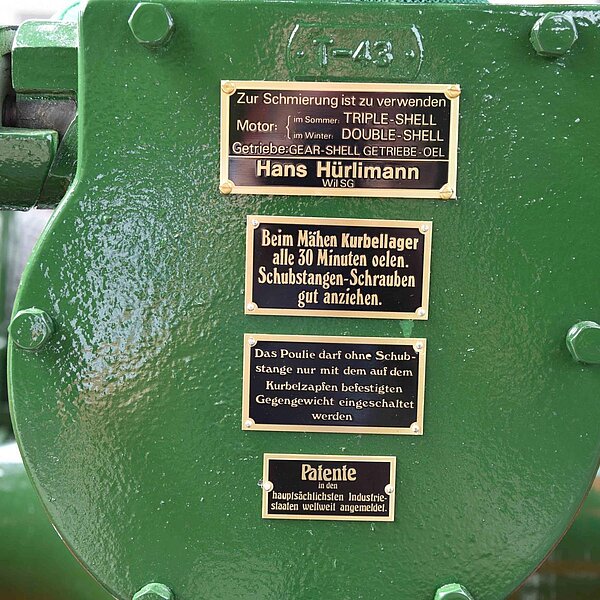 T-43
Zur Schmierung ist zu verwenden
Motor: { im Sommer: TRIPLE-SHELL
im Winter: DOUBLE-SHELL
Getriebe: GEAR-SHELL GETRIEBE-OEL
Hans Hürlimann
Wil SG
Beim Mähen Kurbellager
alle 30 Minuten oelen.
Schubstangen-Schrauben
gut anziehen.
Das Poulie darf ohne Schub-
stange nur mit dem auf dem
Kurbelzapfen befestigten
Gegengewicht eingeschaltet
werden
Patente
in den
hauptsächlichsten Industrie-
staaten weltweit angemeldet.